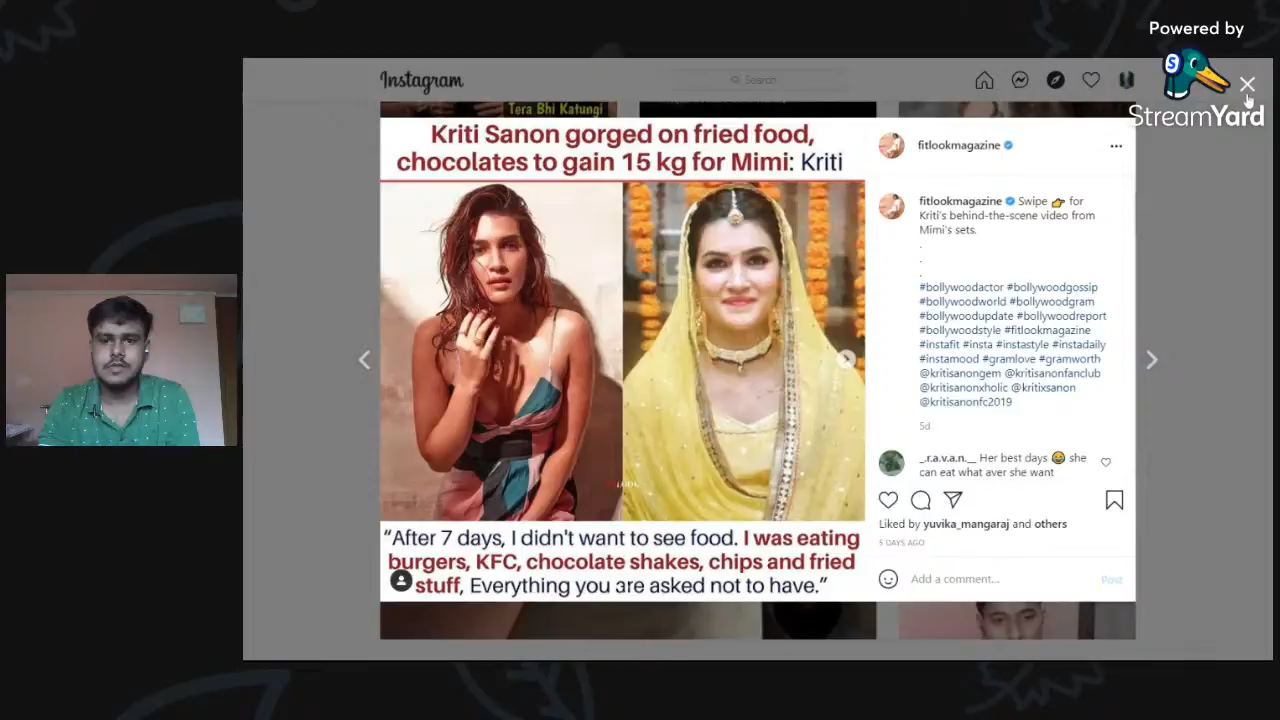 Powered by
StreamYard
Instagram
Search
Tera Bhi Katungi
Kriti Sanon gorged on fried food,
chocolates to gain 15 kg for Mimi: Kriti
"After 7 days, I didn't want to see food. I was eating
burgers, KFC, chocolate shakes, chips and fried
stuff, Everything you are asked not to have."
fitlookmagazine
fitlookmagazine Swipe 👉 for
Kriti's behind-the-scene video from
Mimi's sets.
.
.
.
#bollywoodactor #bollywoodgossip
#bollywoodworld #bollywoodgram
#bollywoodupdate #bollywoodreport
#bollywoodstyle #fitlookmagazine
#instafit #insta #instastyle #instadaily
#instamood #gramlove #gramworth
@kritisanongem @kritisanonfanclub
@kritisanonxholic @kritixsanon
@kritisanonfc2019
5d
_.r.a.v.a.n.__ Her best days 😂 she
can eat what aver she want
Liked by yuvika_mangaraj and others
5 DAYS AGO
Add a comment...
Post